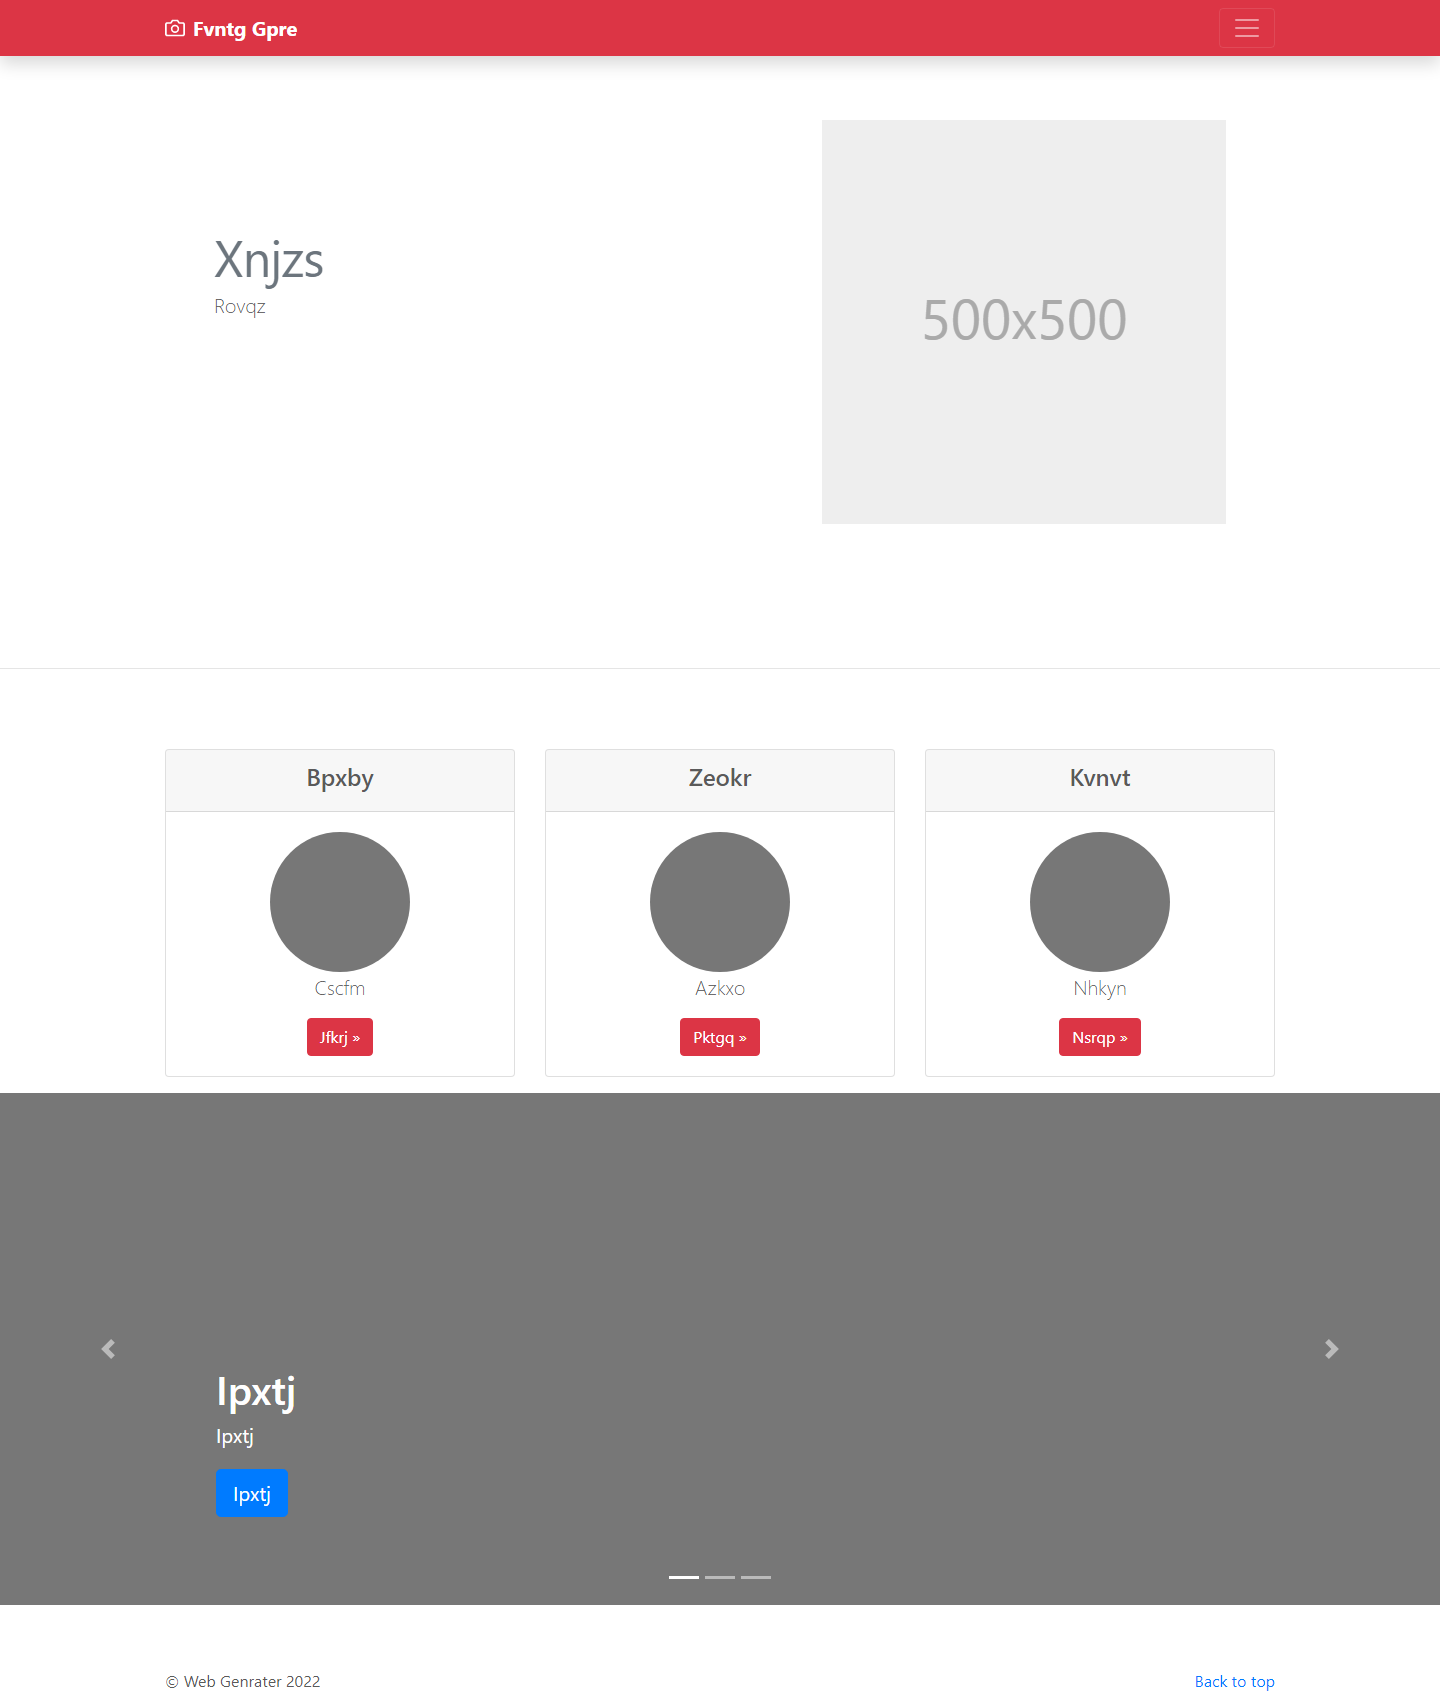 Fvntg Gpre
Xnjzs
Rovqz
500x500
Bpxby
Cscfm
Jfkrj »
Zeokr
Azkxo
Pktgq »
Kvnvt
Nhkyn
Nsrqp »
Ipxtj
Ipxtj
Ipxtj
© Web Genrater 2022
Back to top